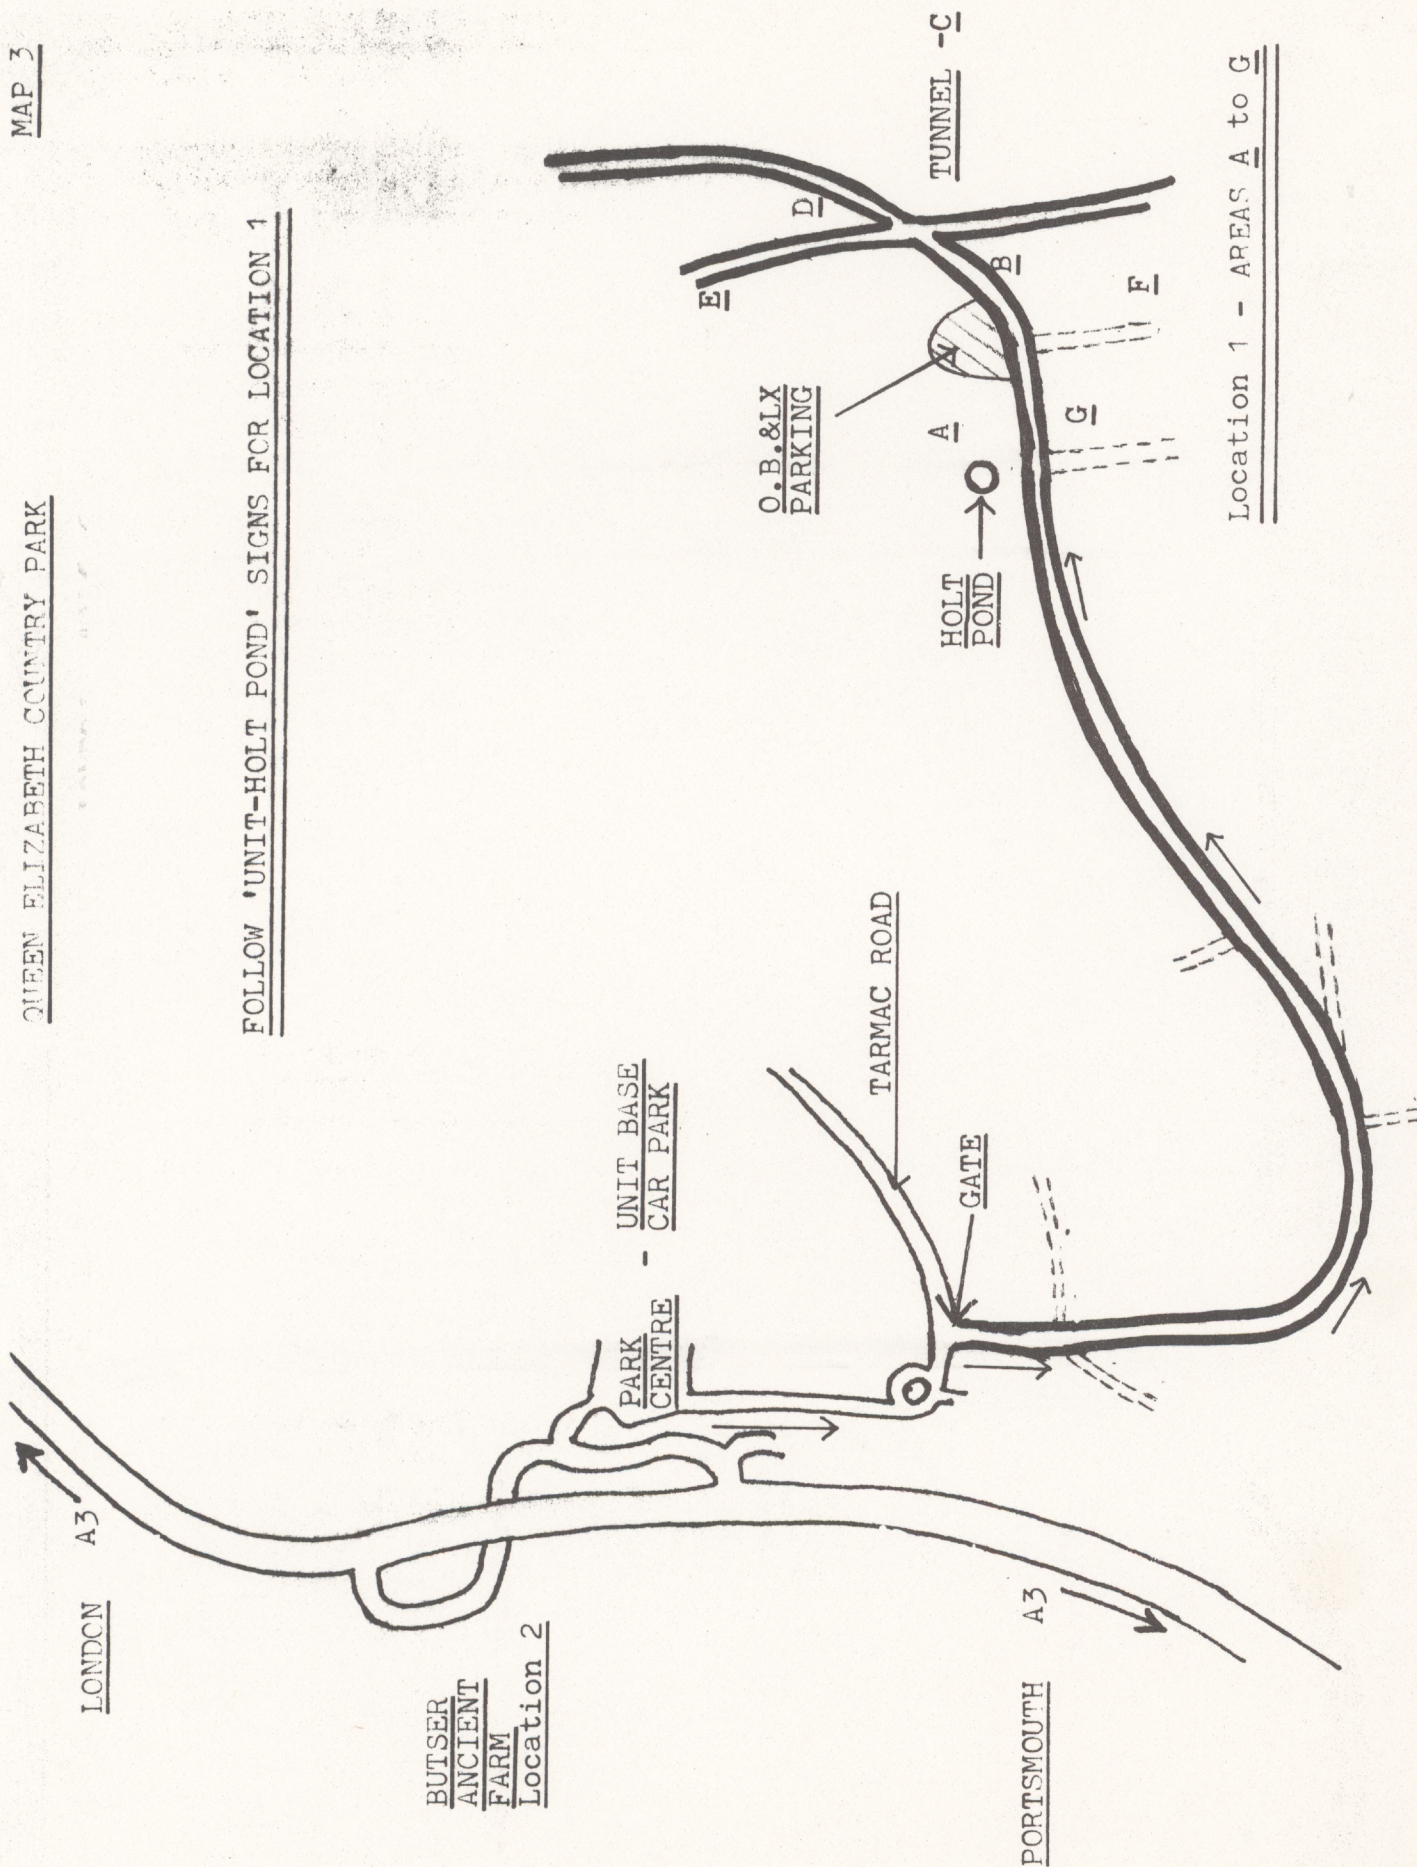 MAP 3
QUEEN ELIZABETH COUNTRY PARK
FOLLOW 'UNIT-HOLT POND' SIGNS FOR LOCATION 1
LONDON
A3
BUTSER
ANCIENT
FARM
Location 2
PARK
CENTRE
- UNIT BASE
CAR PARK
TARMAC ROAD
GATE
PORTSMOUTH
A3
HOLT
POND
O.B.&LX
PARKING
A
A
G
E
D
B
F
TUNNEL -C
Location 1 - AREAS A to G